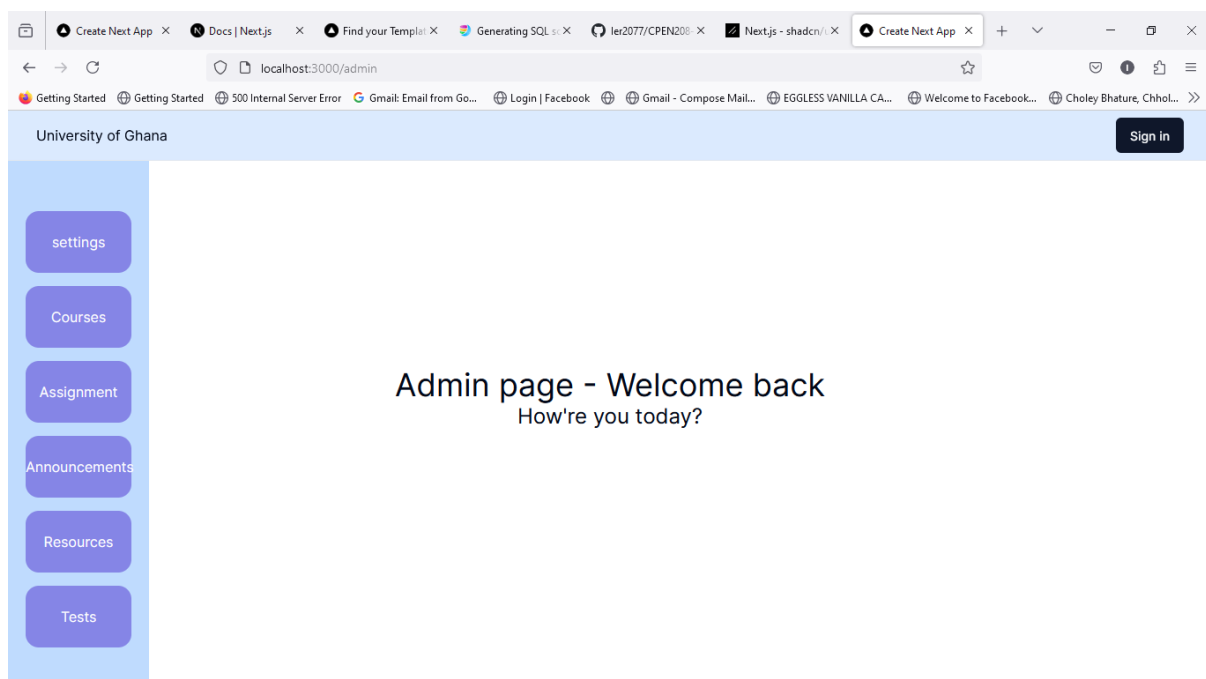 Create Next App
Docs | Next.js
Find your Templat
Generating SQL sc
ler2077/CPEN208-
Next.js - shadcn/u
Create Next App
localhost:3000/admin
Getting Started
Getting Started
500 Internal Server Error
Gmail: Email from Go...
Login | Facebook
Gmail - Compose Mail...
EGGLESS VANILLA CA...
Welcome to Facebook...
Choley Bhature, Chhol...
University of Ghana
Sign in
settings
Courses
Assignment
Announcements
Resources
Tests
Admin page - Welcome back
How're you today?